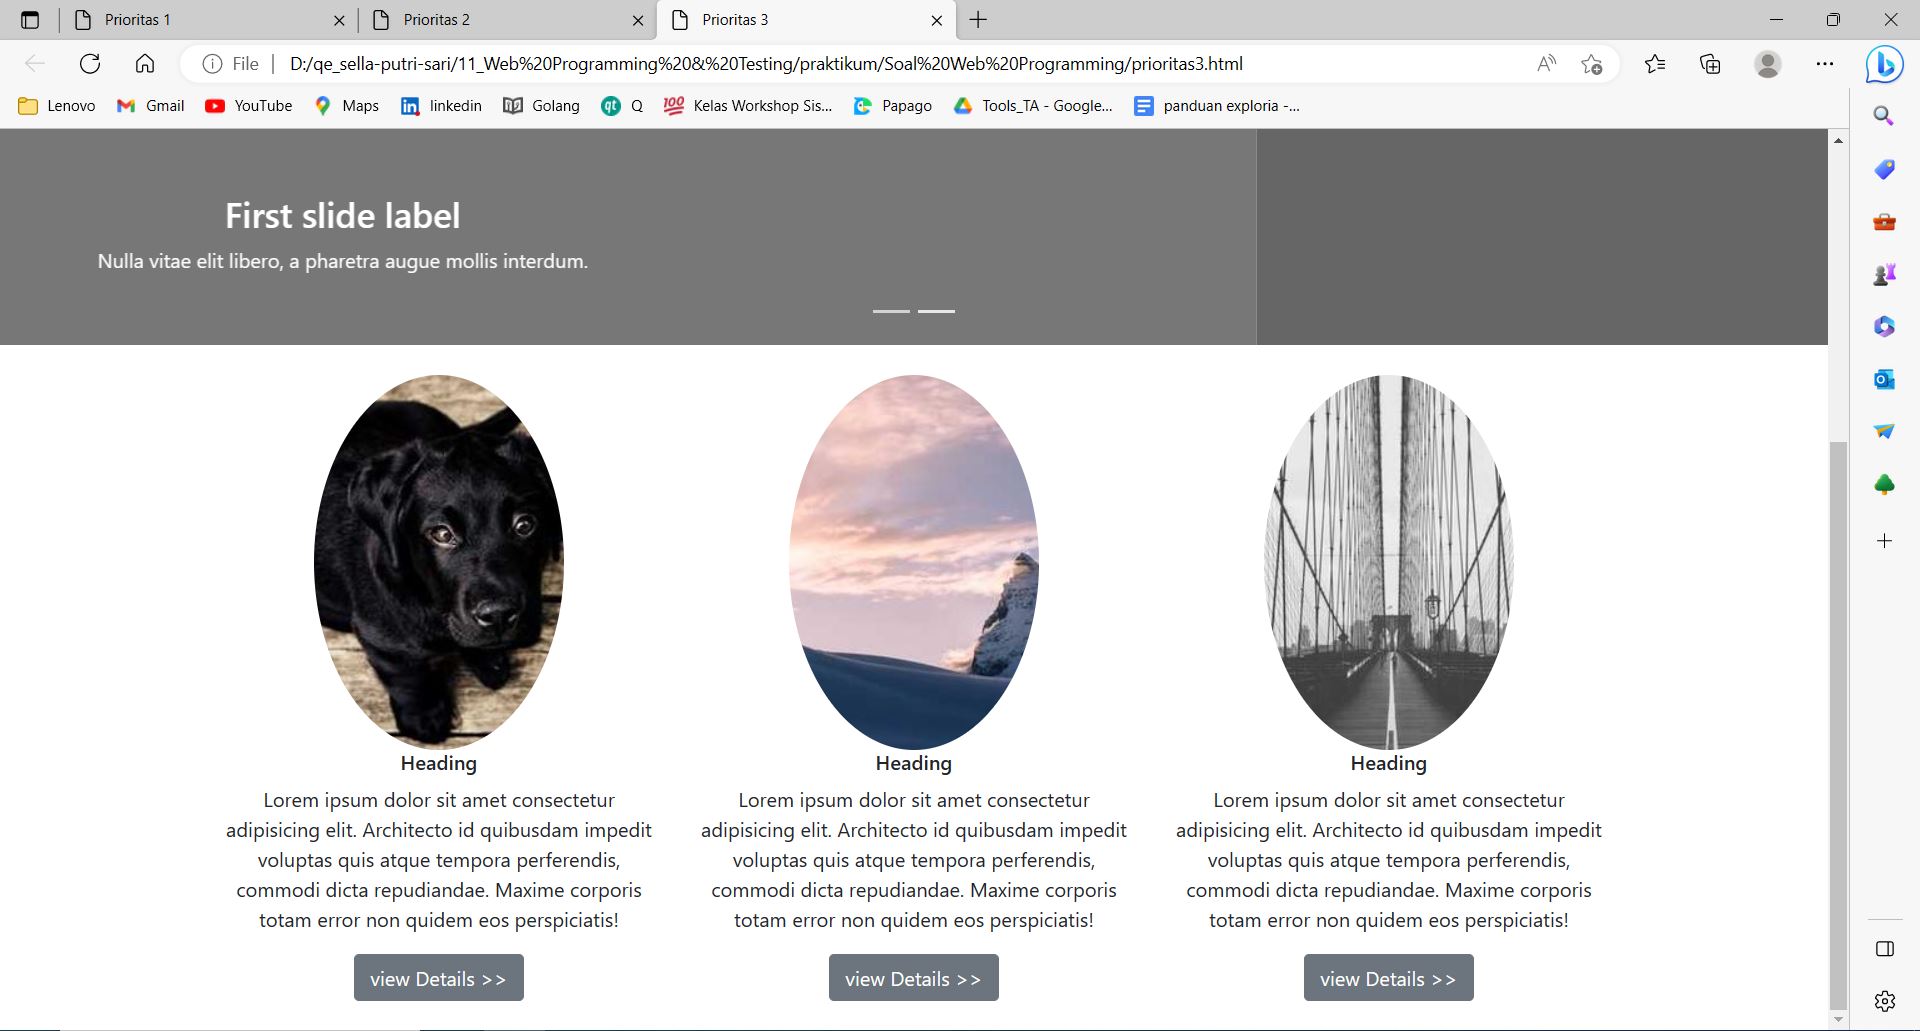 Prioritas 1
Prioritas 2
Prioritas 3
File
D:/qe_sella-putri-sari/11_Web%20Programming%20&%20Testing/praktikum/Soal%20Web%20Programming/prioritas3.html
Lenovo
Gmail
YouTube
Maps
linkedin
Golang
Q
Kelas Workshop Sis...
Papago
Tools_TA - Google...
panduan exploria -...
First slide label
Nulla vitae elit libero, a pharetra augue mollis interdum.
Heading
Lorem ipsum dolor sit amet consectetur
adipisicing elit. Architecto id quibusdam impedit
voluptas quis atque tempora perferendis,
commodi dicta repudiandae. Maxime corporis
totam error non quidem eos perspiciatis!
view Details >>
Heading
Lorem ipsum dolor sit amet consectetur
adipisicing elit. Architecto id quibusdam impedit
voluptas quis atque tempora perferendis,
commodi dicta repudiandae. Maxime corporis
totam error non quidem eos perspiciatis!
view Details >>
Heading
Lorem ipsum dolor sit amet consectetur
adipisicing elit. Architecto id quibusdam impedit
voluptas quis atque tempora perferendis,
commodi dicta repudiandae. Maxime corporis
totam error non quidem eos perspiciatis!
view Details >>